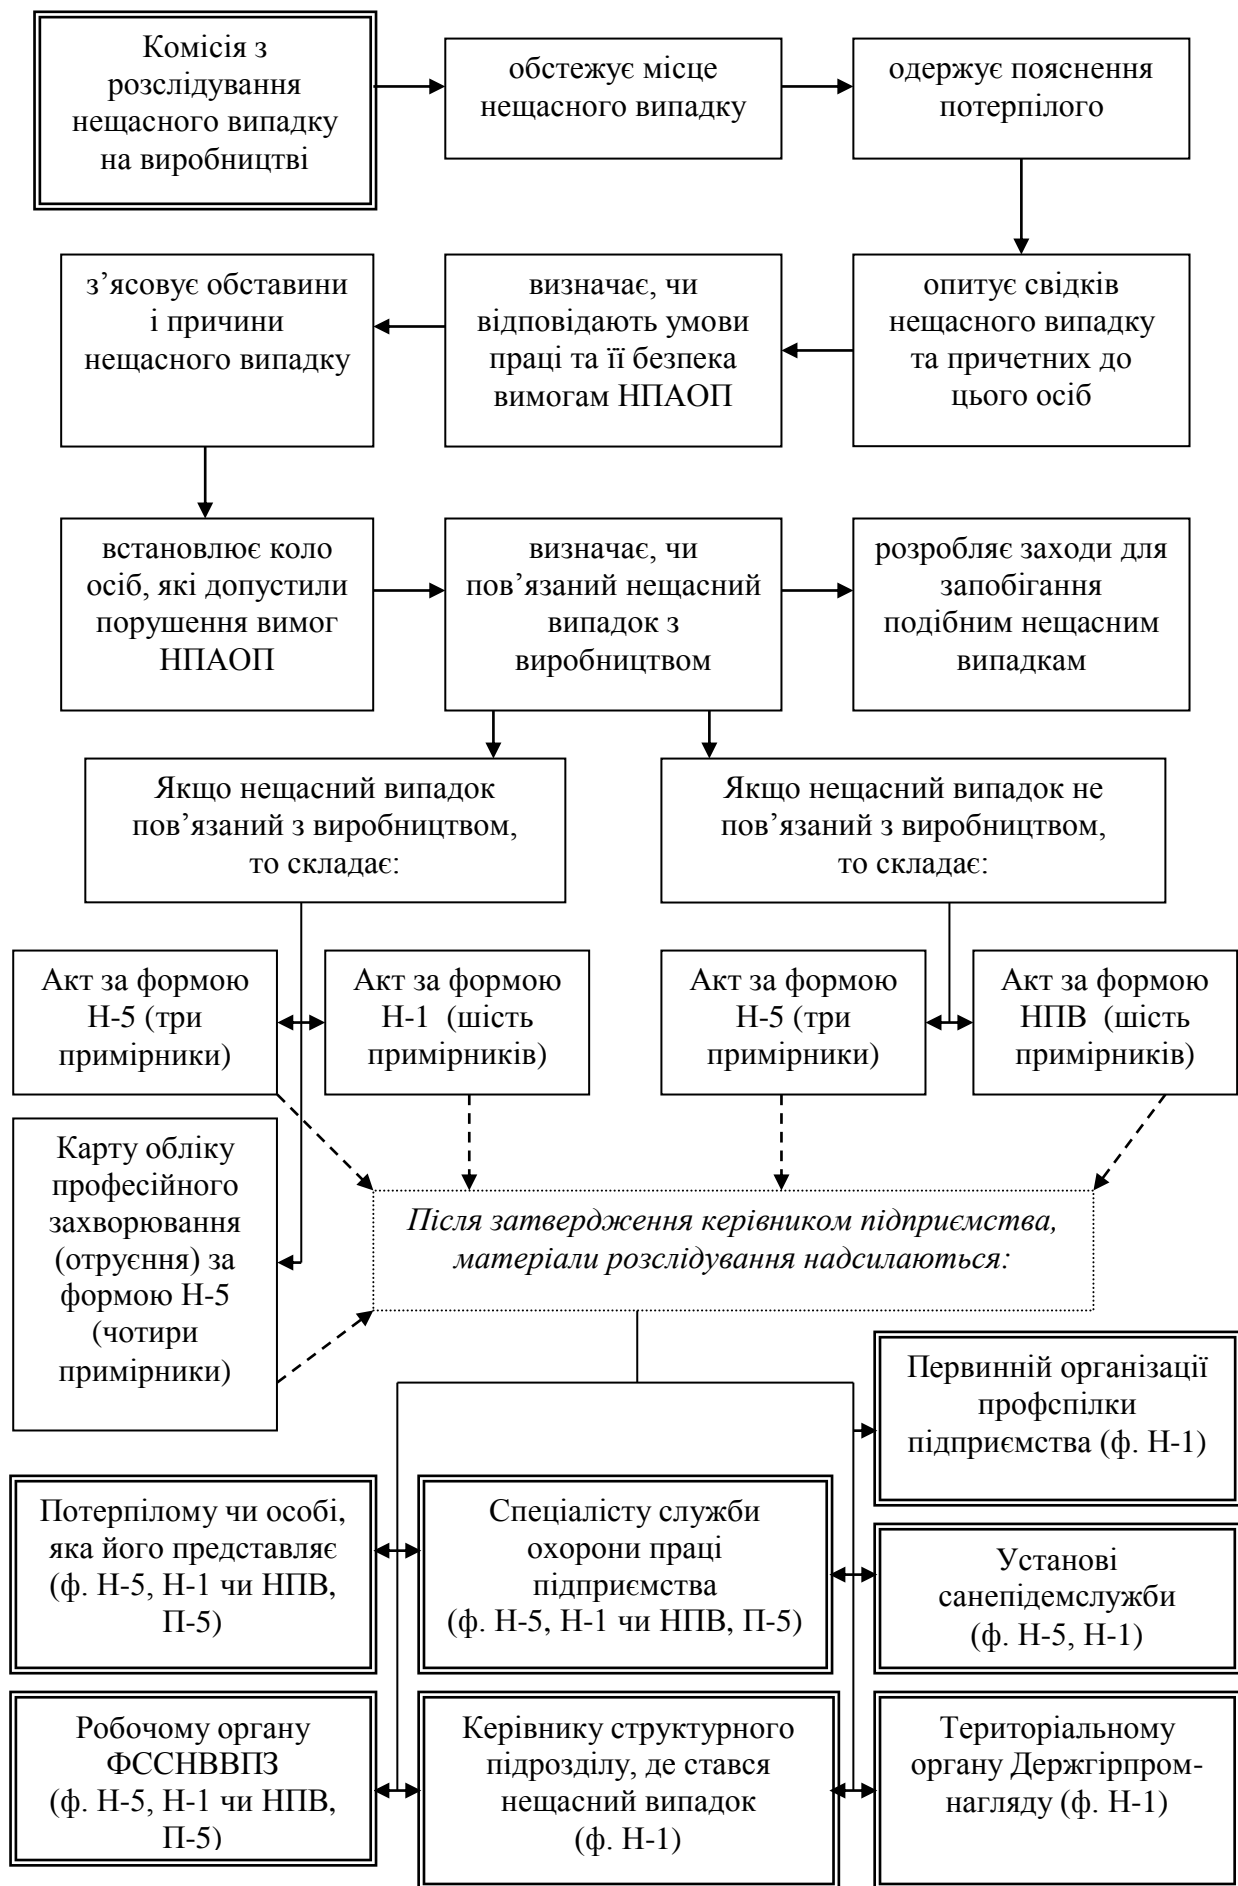 Комісія з
розслідування
нещасного випадку
на виробництві
обстежує місце
нещасного випадку
одержує пояснення
потерпілого
опитує свідків
нещасного випадку
та причетних до
цього осіб
визначає, чи
відповідають умови
праці та її безпека
вимогам НПАОП
з’ясовує обставини
і причини
нещасного випадку
встановлює коло
осіб, які допустили
порушення вимог
НПАОП
визначає, чи
пов’язаний нещасний
випадок з
виробництвом
розробляє заходи для
запобігання
подібним нещасним
випадкам
Якщо нещасний випадок
пов’язаний з виробництвом,
то складає:
Якщо нещасний випадок не
пов’язаний з виробництвом,
то складає:
Акт за формою
Н-5 (три
примірники)
Акт за формою
Н-1 (шість
примірників)
Акт за формою
Н-5 (три
примірники)
Акт за формою
НПВ (шість
примірників)
Карту обліку
професійного
захворювання
(отруєння) за
формою Н-5
(чотири
примірники)
Після затвердження керівником підприємства,
матеріали розслідування надсилаються:
Первинній організації
профспілки
підприємства (ф. Н-1)
Потерпілому чи особі,
яка його представляє
(ф. Н-5, Н-1 чи НПВ,
П-5)
Спеціалісту служби
охорони праці
підприємства
(ф. Н-5, Н-1 чи НПВ, П-5)
Установі
санепідемслужби
(ф. Н-5, Н-1)
Робочому органу
ФССНВВПЗ
(ф. Н-5, Н-1 чи НПВ,
П-5)
Керівнику структурного
підрозділу, де стався
нещасний випадок
(ф. Н-1)
Територіальному
органу Держгірпром-
нагляду (ф. Н-1)